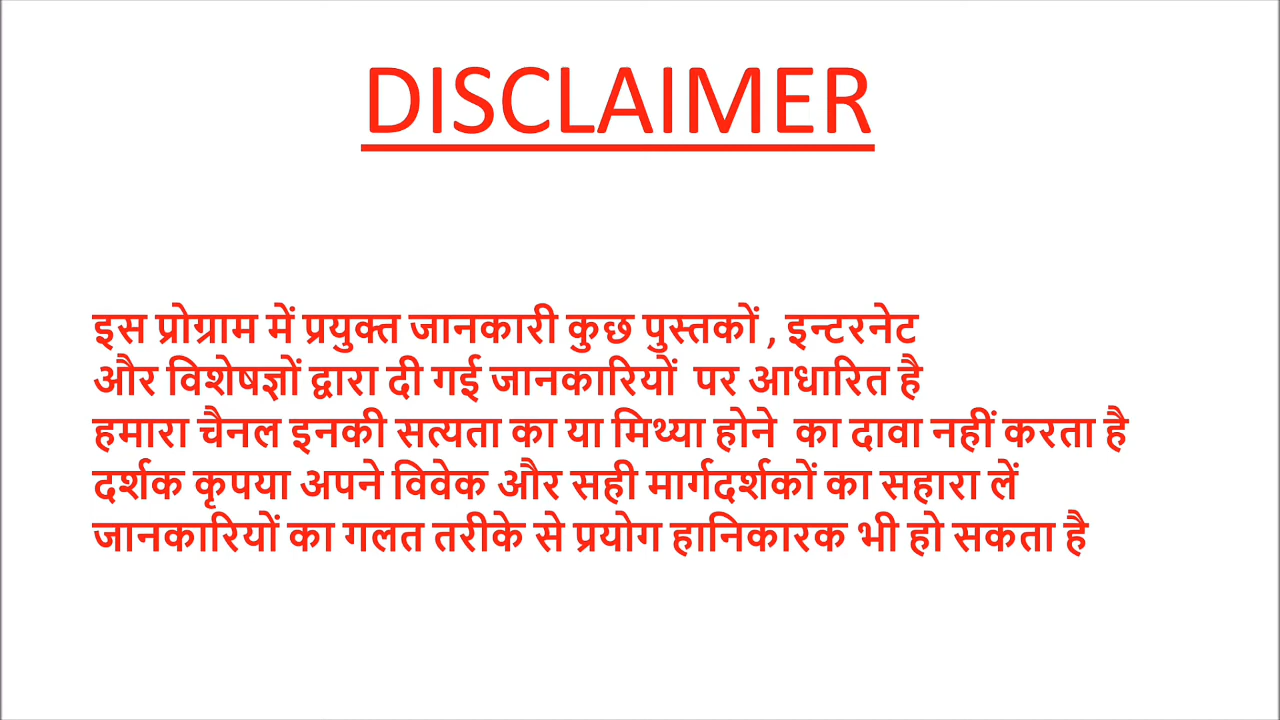 DISCLAIMER
इस प्रोग्राम में प्रयुक्त जानकारी कुछ पुस्तकों , इन्टरनेट
और विशेषज्ञों द्वारा दी गई जानकारियों  पर आधारित है
हमारा चैनल इनकी सत्यता का या मिथ्या होने  का दावा नहीं करता है
दर्शक कृपया अपने विवेक और सही मार्गदर्शकों का सहारा लें
जानकारियों का गलत तरीके से प्रयोग हानिकारक भी हो सकता है